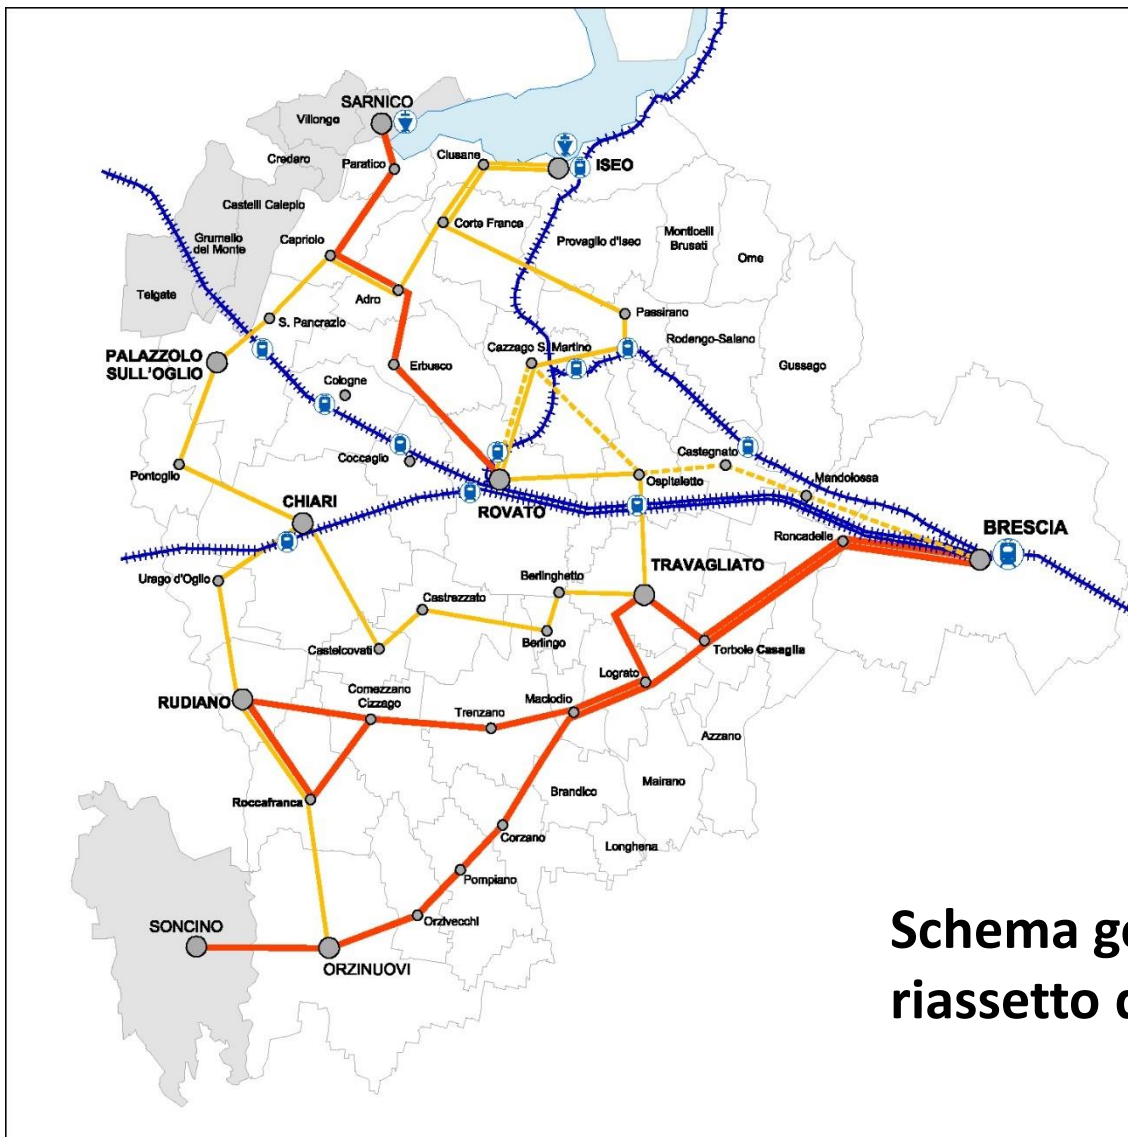 SARNICO
Villongo
Credaro
Paratico
Clusane
ISEO
Castelli Calepio
Corte Franca
Grumello
del Monte
Capriolo
Provaglio d'Iseo
Monticelli
Brusati
Ome
Telgate
Adro
S. Pancrazio
Passirano
PALAZZOLO
SULL'OGLIO
Erbusco
Cazzago S. Martino
Rodengo-Saiano
Gussago
Cologne
Coccaglio
Castegnato
Pontoglio
Ospitaletto
Mandolossa
CHIARI
ROVATO
BRESCIA
Roncadelle
TRAVAGLIATO
Urago d'Oglio
Berlinghetto
Castrezzato
Castelcovati
Berlingo
Torbole Casaglia
Lograto
RUDIANO
Comezzano
Cizzago
Maclodio
Trenzano
Azzano
Mairano
Roccafranca
Brandico
Corzano
Longhena
Pompiano
SONCINO
Orzivecchi
ORZINUOVI
Schema ge
riassetto